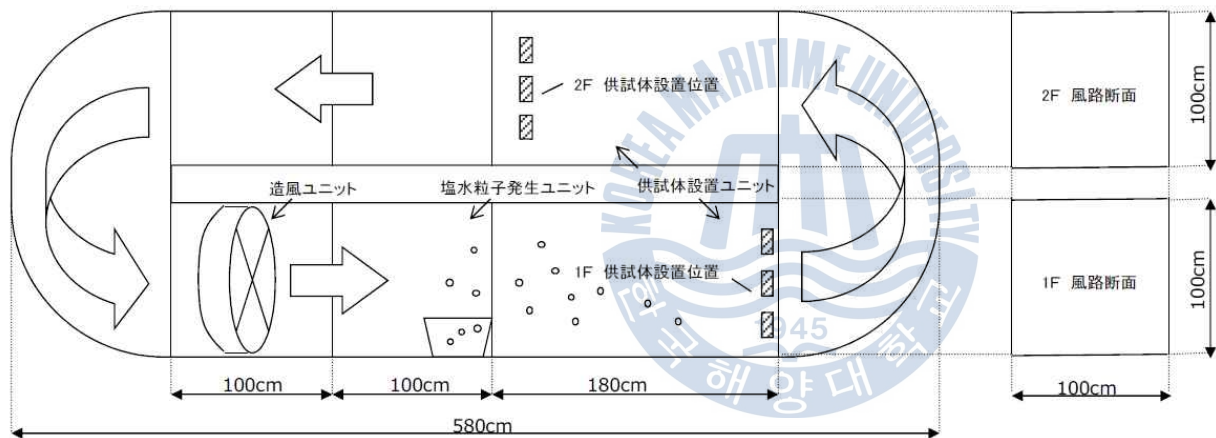 2F 供試体設置位置
2F 風路断面
100cm
造風ユニット
塩水粒子発生ユニット
供試体設置ユニット
1F 供試体設置位置
1F 風路断面
100cm
100cm
100cm
180cm
100cm
580cm
KOREA MARITIME UNIVERSITY
1945
한국해양대학교